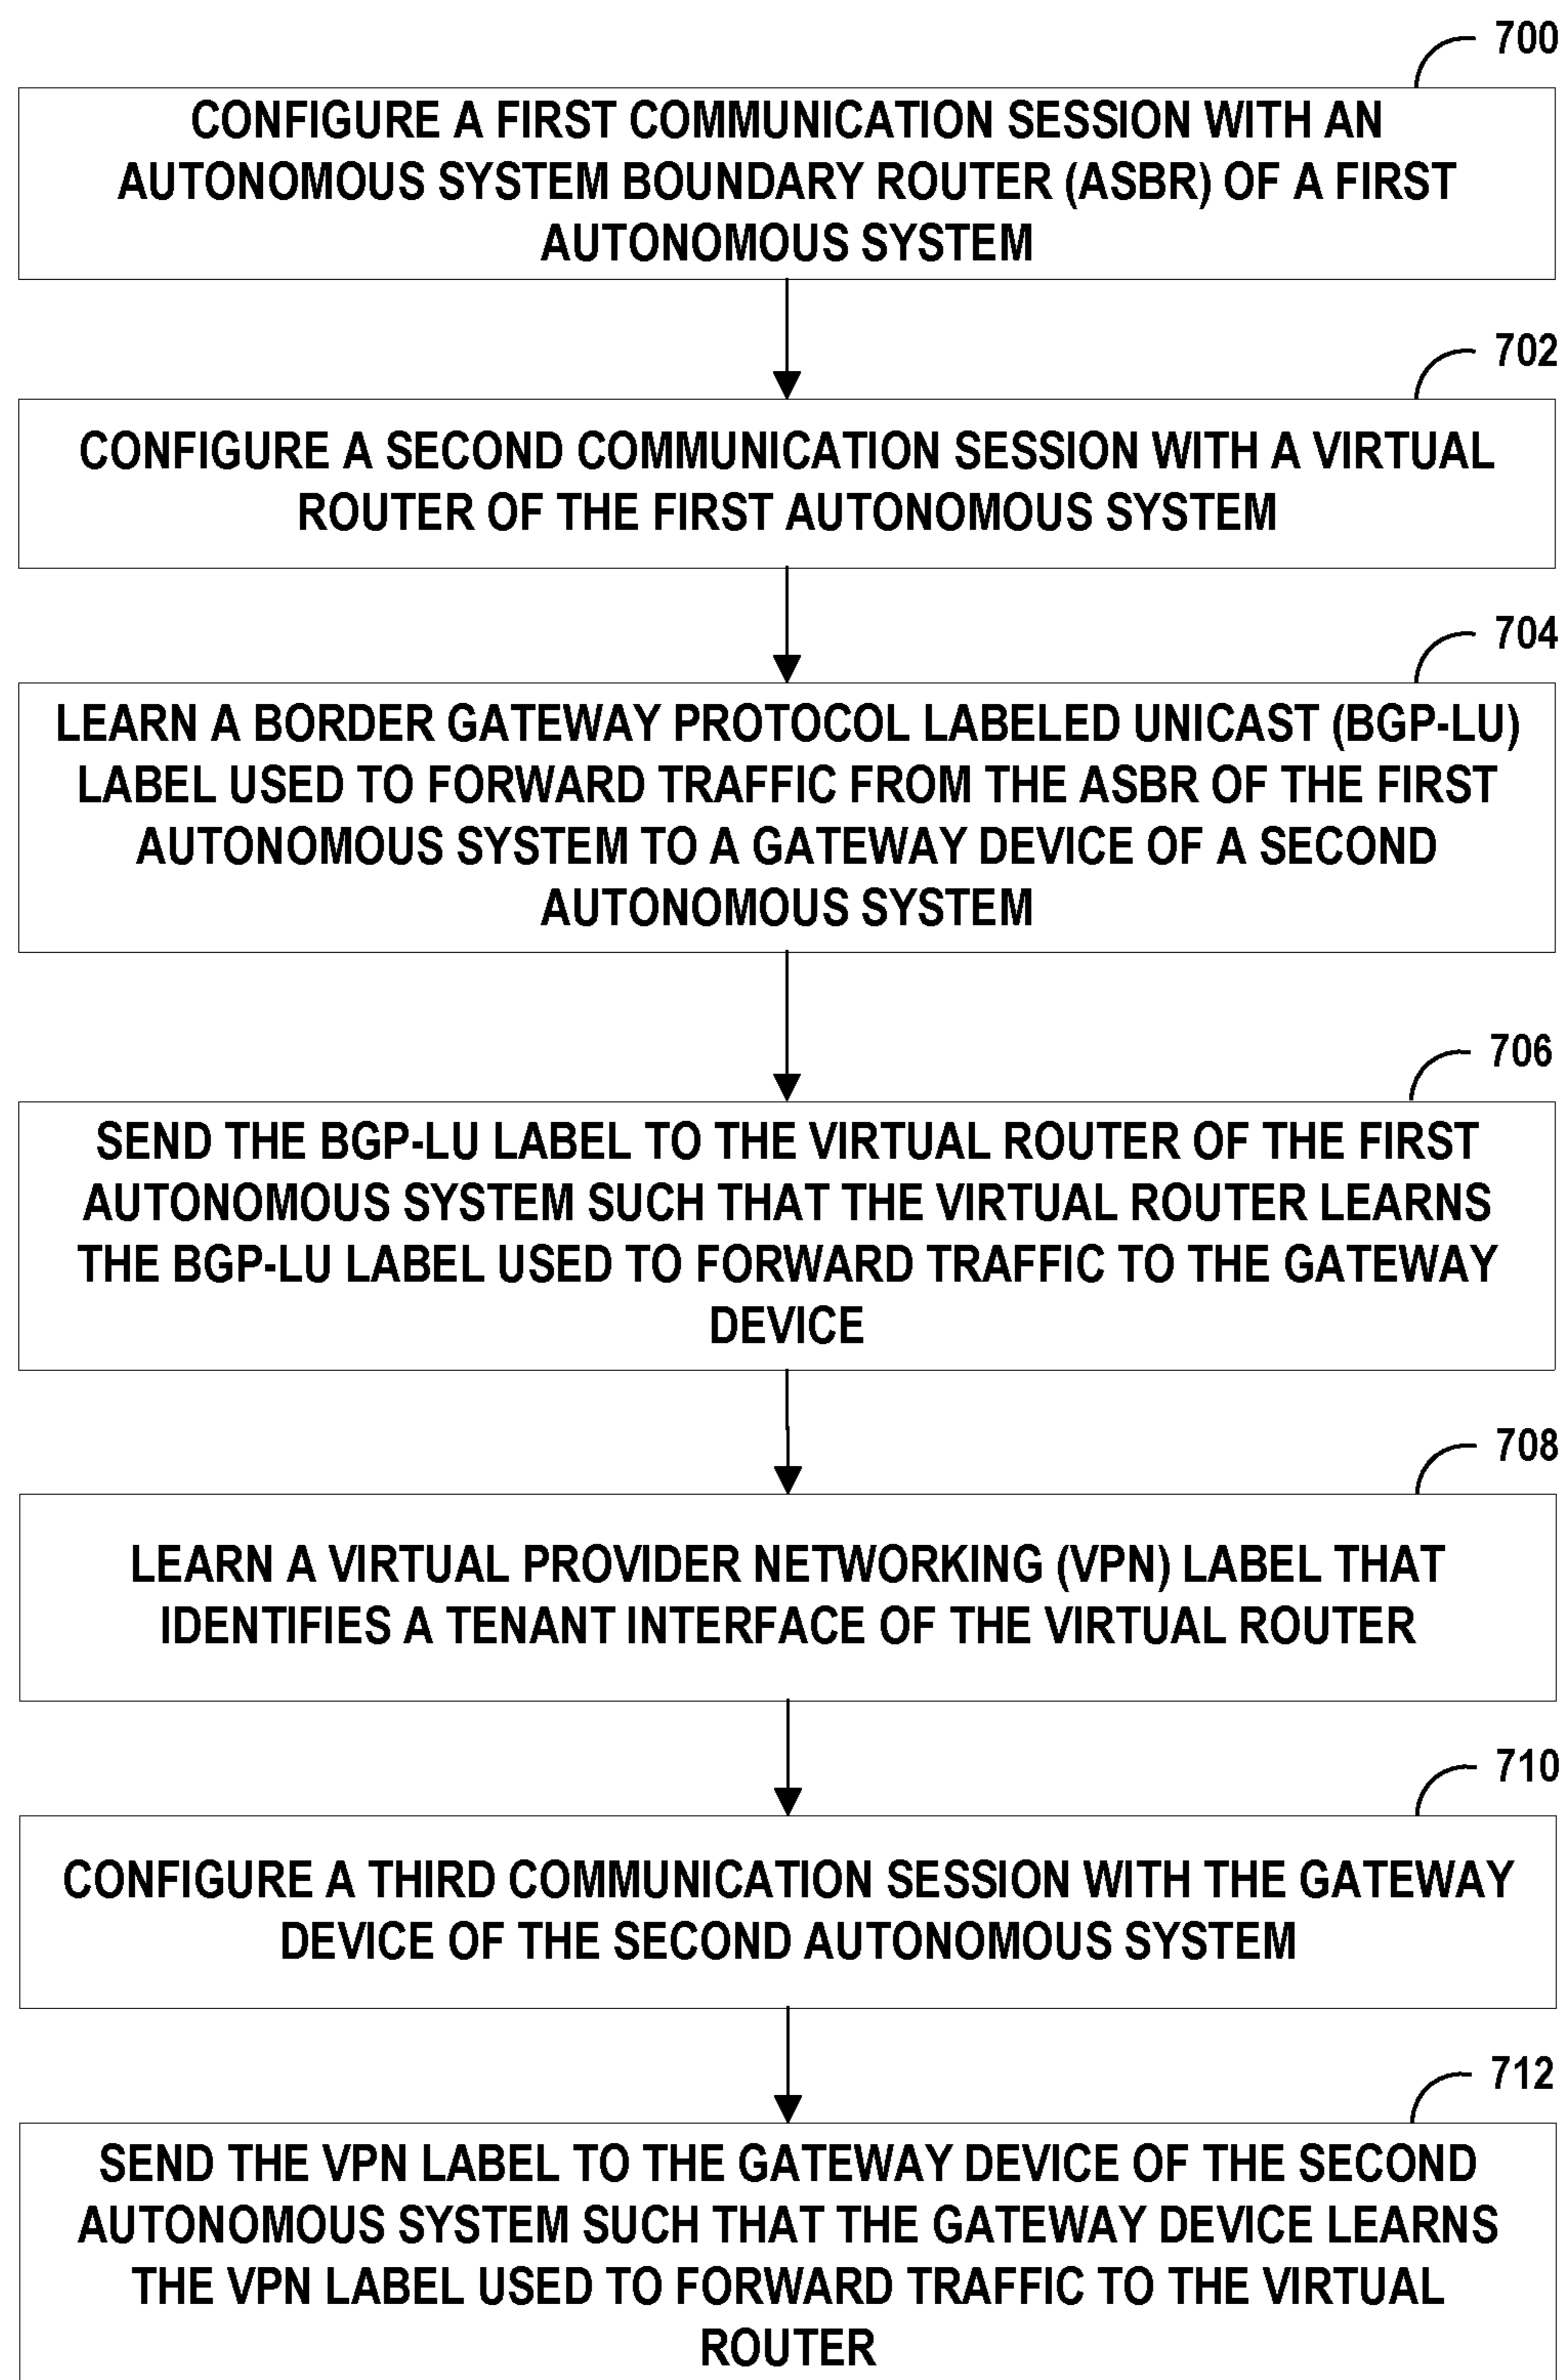 700
CONFIGURE A FIRST COMMUNICATION SESSION WITH AN
AUTONOMOUS SYSTEM BOUNDARY ROUTER (ASBR) OF A FIRST
AUTONOMOUS SYSTEM
702
CONFIGURE A SECOND COMMUNICATION SESSION WITH A VIRTUAL
ROUTER OF THE FIRST AUTONOMOUS SYSTEM
704
LEARN A BORDER GATEWAY PROTOCOL LABELED UNICAST (BGP-LU)
LABEL USED TO FORWARD TRAFFIC FROM THE ASBR OF THE FIRST
AUTONOMOUS SYSTEM TO A GATEWAY DEVICE OF A SECOND
AUTONOMOUS SYSTEM
706
SEND THE BGP-LU LABEL TO THE VIRTUAL ROUTER OF THE FIRST
AUTONOMOUS SYSTEM SUCH THAT THE VIRTUAL ROUTER LEARNS
THE BGP-LU LABEL USED TO FORWARD TRAFFIC TO THE GATEWAY
DEVICE
708
LEARN A VIRTUAL PROVIDER NETWORKING (VPN) LABEL THAT
IDENTIFIES A TENANT INTERFACE OF THE VIRTUAL ROUTER
710
CONFIGURE A THIRD COMMUNICATION SESSION WITH THE GATEWAY
DEVICE OF THE SECOND AUTONOMOUS SYSTEM
712
SEND THE VPN LABEL TO THE GATEWAY DEVICE OF THE SECOND
AUTONOMOUS SYSTEM SUCH THAT THE GATEWAY DEVICE LEARNS
THE VPN LABEL USED TO FORWARD TRAFFIC TO THE VIRTUAL
ROUTER